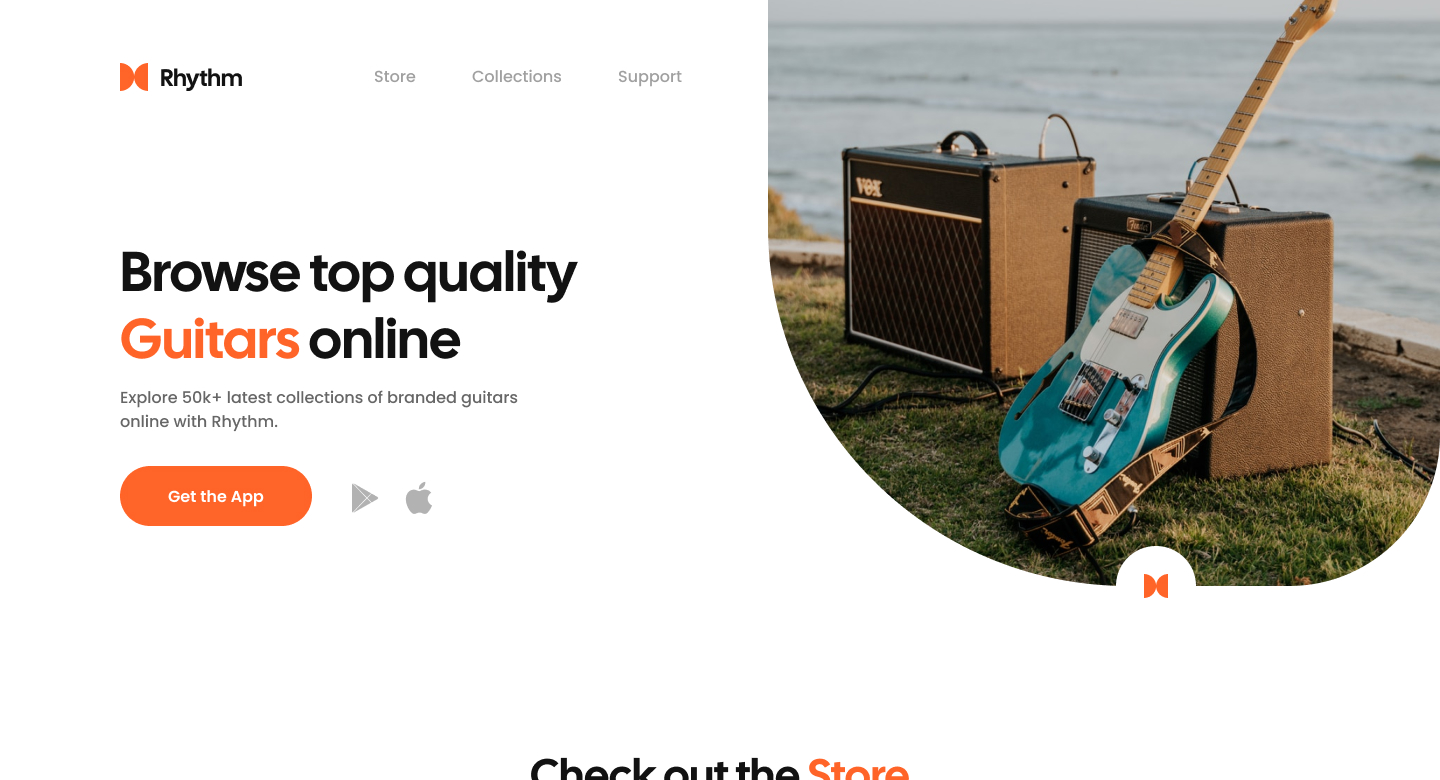 Rhythm
Store
Collections
Support
Browse top quality
Guitars online
Explore 50k+ latest collections of branded guitars
online with Rhythm.
Get the App
VOX
Fender
Check out the Store